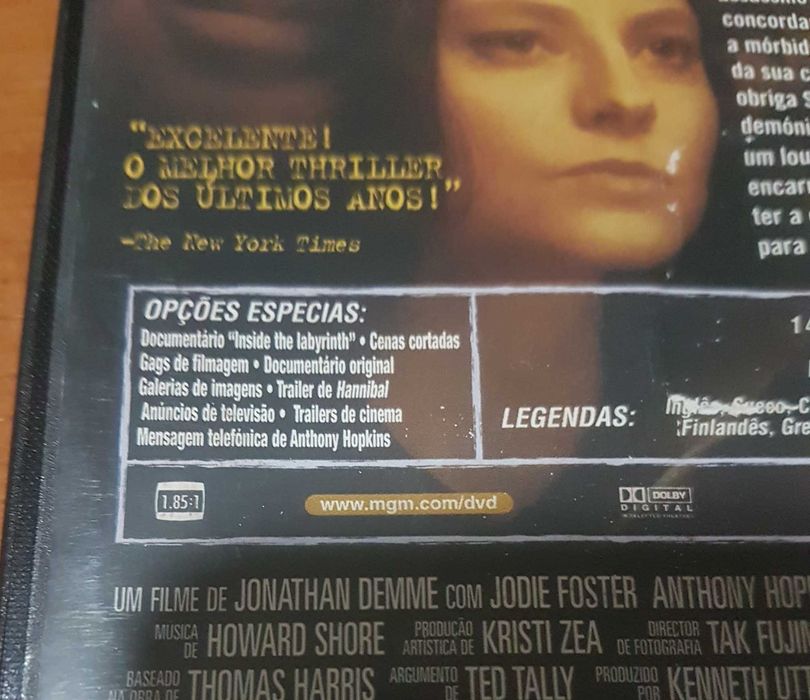 "EXCELENTE!
O MELHOR THRILLER
DOS ÚLTIMOS ANOS!"
—The New York Times
concorda
a mórbid
da sua c
obriga S
demóni
um lou
encarr
ter a
para
OPÇÕES ESPECIAS:
Documentário "Inside the labyrinth" • Cenas cortadas
Gags de filmagem • Documentário original
Galerias de imagens • Trailer de Hannibal
Anúncios de televisão • Trailers de cinema
Mensagem telefónica de Anthony Hopkins
LEGENDAS:
Inglês, Sueco, C
Finlandês, Gre
1.85:1
www.mgm.com/dvd
DOLBY
DIGITAL
UM FILME DE JONATHAN DEMME COM JODIE FOSTER ANTHONY HOP
MUSICA DE HOWARD SHORE PRODUÇÃO ARTISTICA DE KRISTI ZEA DIRECTOR DE FOTOGRAFIA TAK FUJI
BASEADO NA OBRA DE THOMAS HARRIS ARGUMENTO DE TED TALLY PRODUZIDO POR KENNETH UT